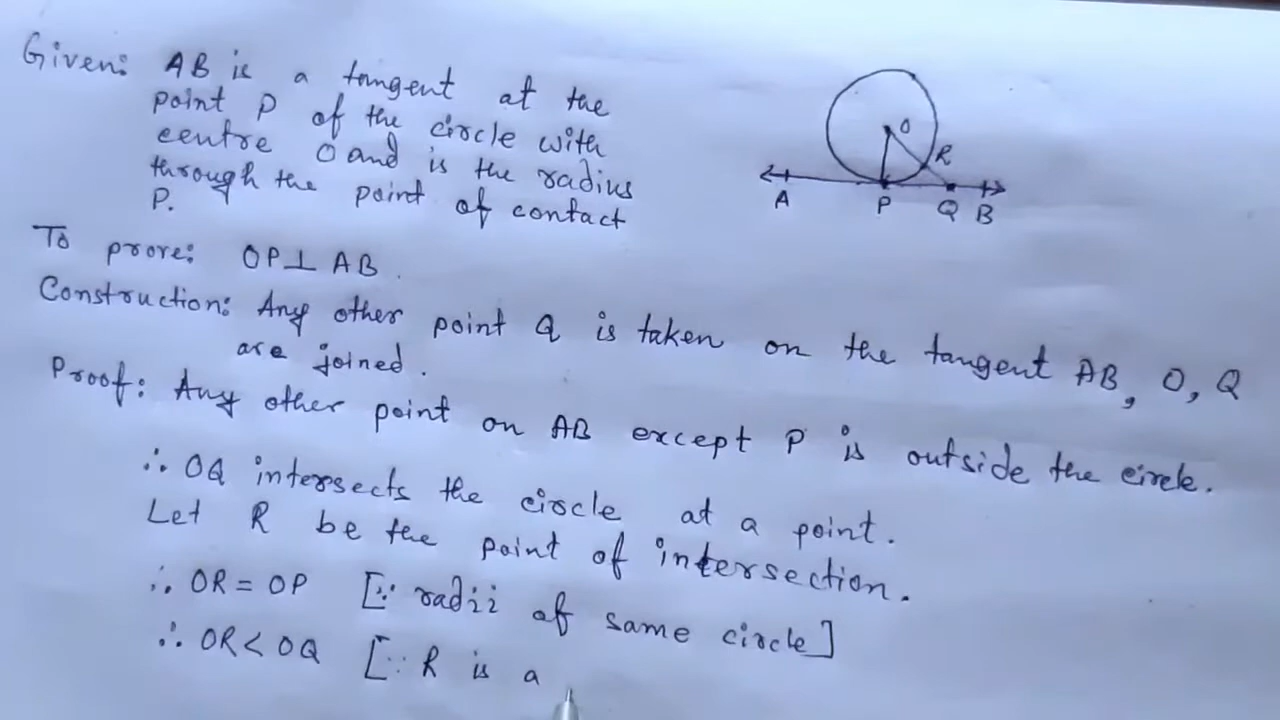 Given: AB is a tangent at the
point P of the circle with
centre O and is the radius
through the point of contact
P.
O
R
A
P
Q
B
To prove: OP⊥ AB.
Construction: Any other point Q is taken on the tangent AB, O, Q
are joined.
Proof: Any other point on AB except P is outside the circle.
∴ OQ intersects the circle at a point.
Let R be the point of intersection.
∴ OR = OP [∵ radii of same circle]
∴ OR < OQ [∵ R is a